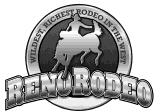 WILDEST, RICHEST RODEO IN THE WEST
RENO RODEO